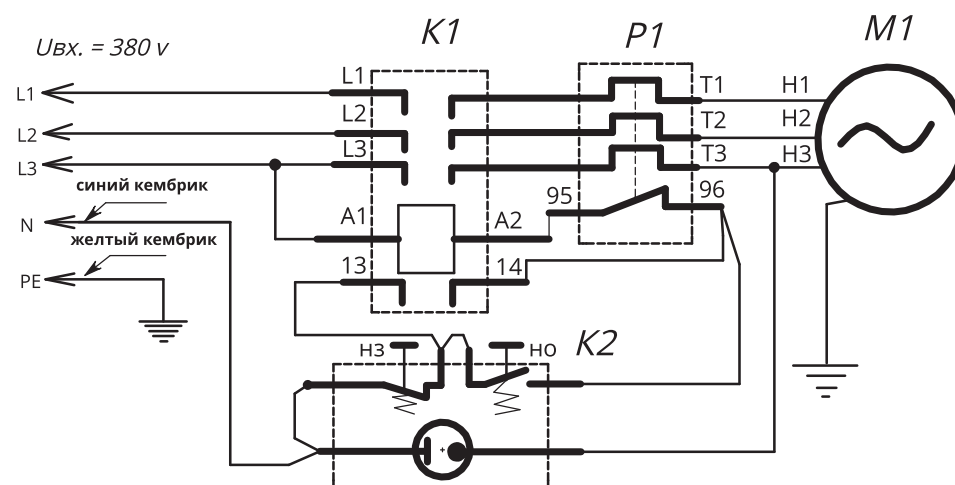 Uвх. = 380 v
K1
P1
M1
L1
L2
L3
синий кембрик
N
желтый кембрик
PE
L1
L2
L3
A1
A2
13
14
95
96
T1
T2
T3
H1
H2
H3
K2
НЗ
НО
+